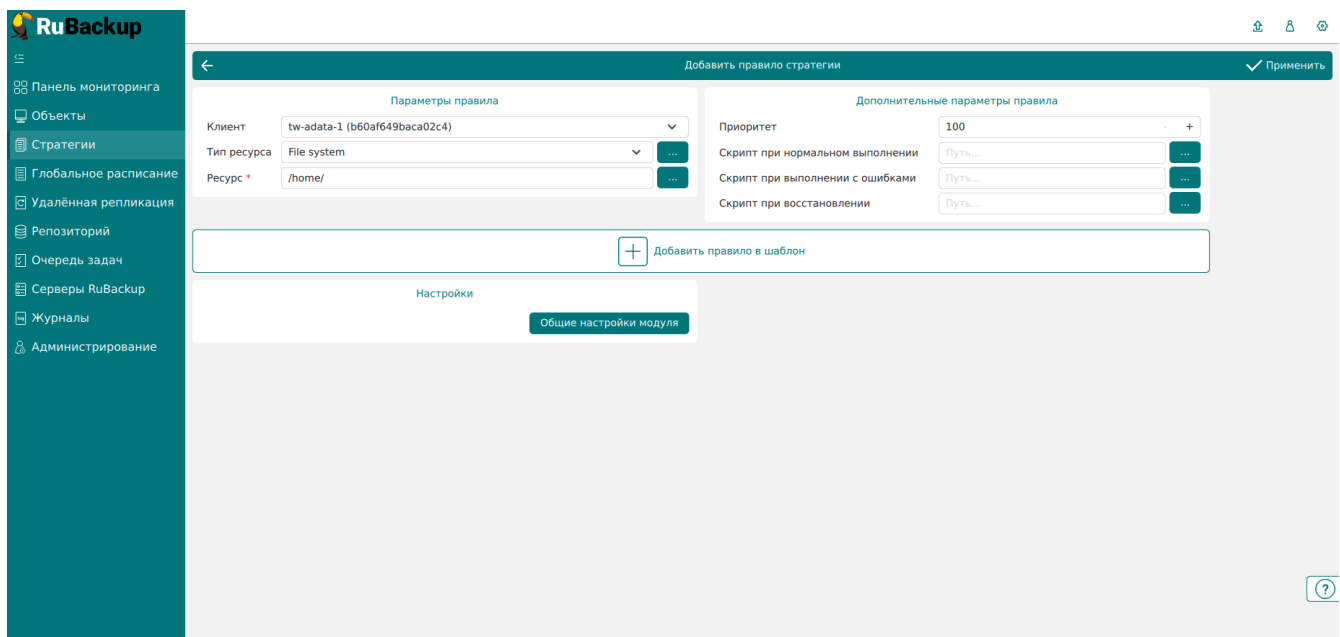 RuBackup
Панель мониторинга
Объекты
Стратегии
Глобальное расписание
Удалённая репликация
Репозиторий
Очередь задач
Серверы RuBackup
Журналы
Администрирование
Добавить правило стратегии
Применить
Параметры правила
Клиент tw-adata-1 (b60af649baca02c4)
Тип ресурса File system ...
Ресурс * /home/ ...
Дополнительные параметры правила
Приоритет 100 - +
Скрипт при нормальном выполнении Путь... ...
Скрипт при выполнении с ошибками Путь... ...
Скрипт при восстановлении Путь... ...
Добавить правило в шаблон
Настройки
Общие настройки модуля
?